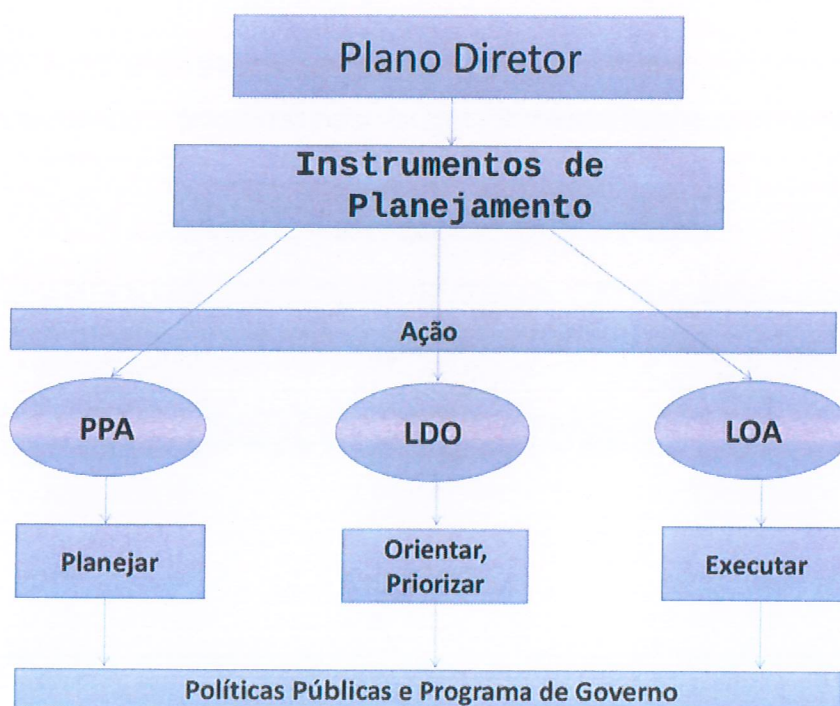 Plano Diretor
Instrumentos de
Planejamento
Ação
PPA
LDO
LOA
Planejar
Orientar,
Priorizar
Executar
Políticas Públicas e Programa de Governo